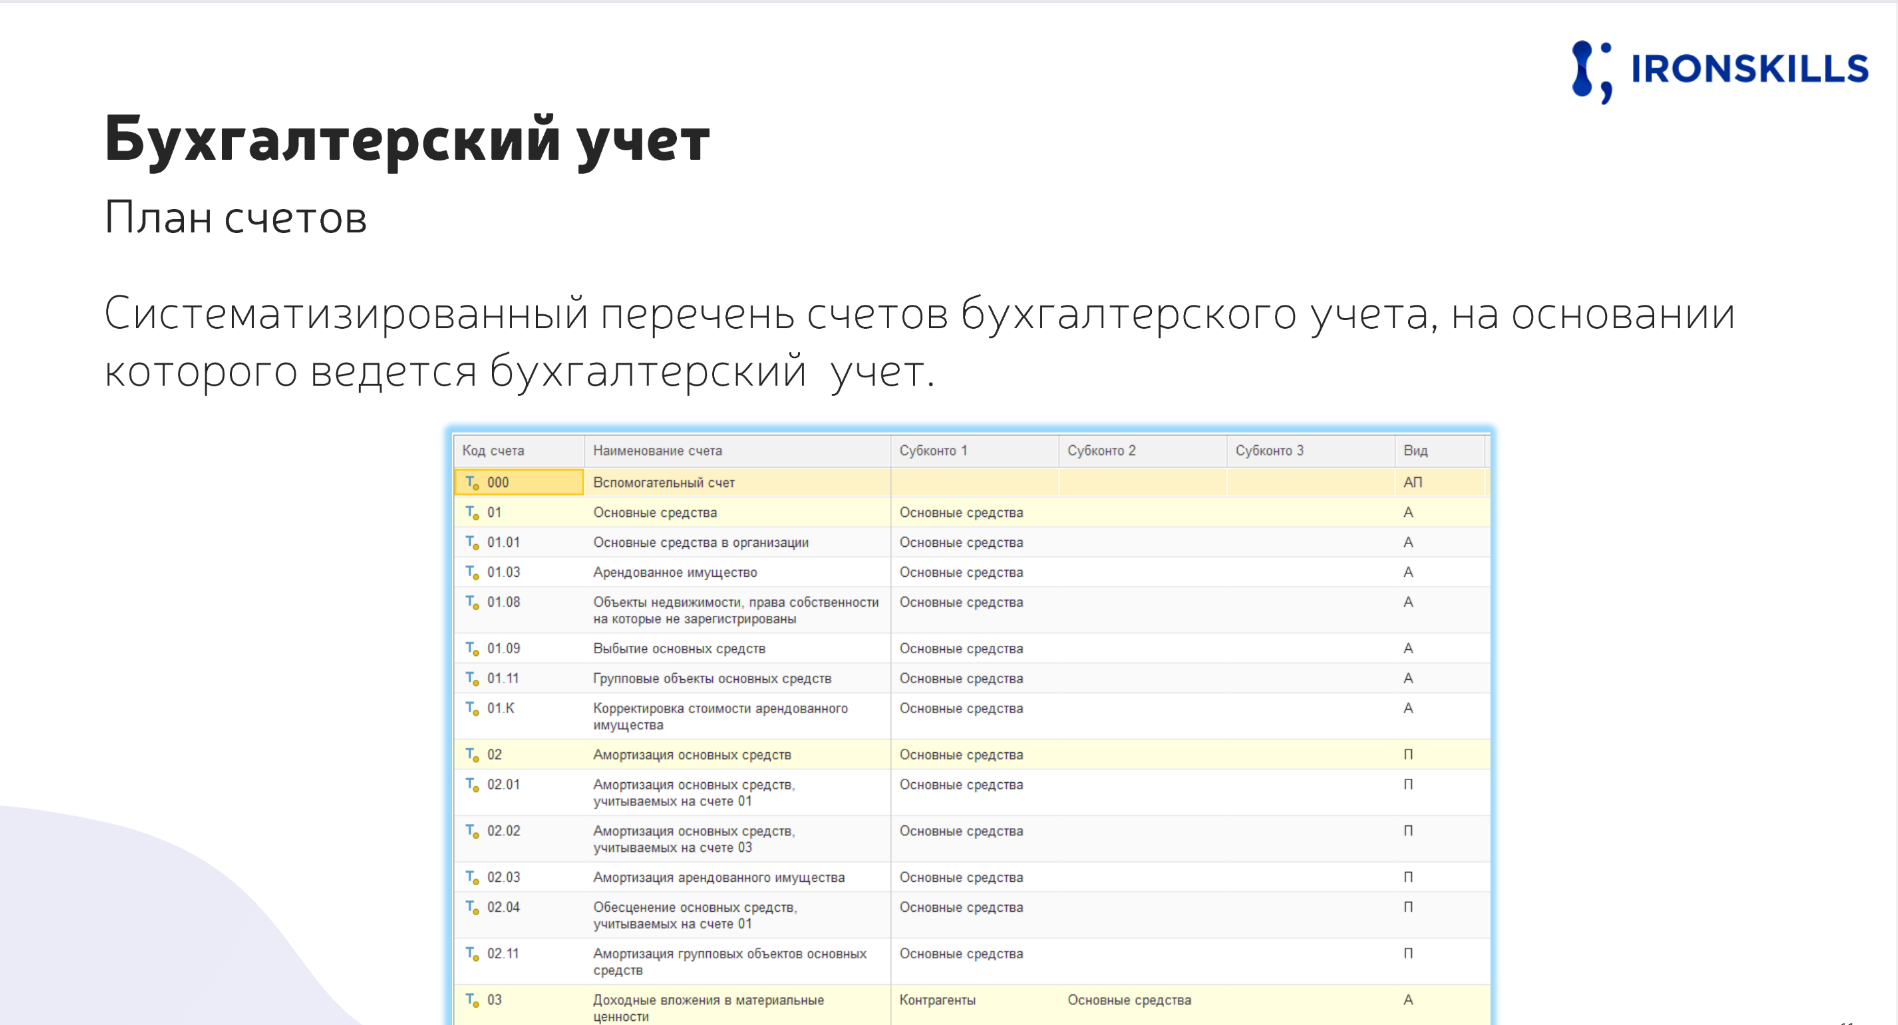 IRONSKILLS
Бухгалтерский учет
План счетов
Систематизированный перечень счетов бухгалтерского учета, на основании
которого ведется бухгалтерский учет.
Код счета Наименование счета Субконто 1 Субконто 2 Субконто 3 Вид
000 Вспомогательный счет АП
01 Основные средства Основные средства А
01.01 Основные средства в организации Основные средства А
01.03 Арендованное имущество Основные средства А
01.08 Объекты недвижимости, права собственности Основные средства А
на которые не зарегистрированы
01.09 Выбытие основных средств Основные средства А
01.11 Групповые объекты основных средств Основные средства А
01.К Корректировка стоимости арендованного Основные средства А
имущества
02 Амортизация основных средств Основные средства П
02.01 Амортизация основных средств, Основные средства П
учитываемых на счете 01
02.02 Амортизация основных средств, Основные средства П
учитываемых на счете 03
02.03 Амортизация арендованного имущества Основные средства П
02.04 Обесценение основных средств, Основные средства П
учитываемых на счете 01
02.11 Амортизация групповых объектов основных Основные средства П
средств
03 Доходные вложения в материальные Контрагенты Основные средства А
ценности